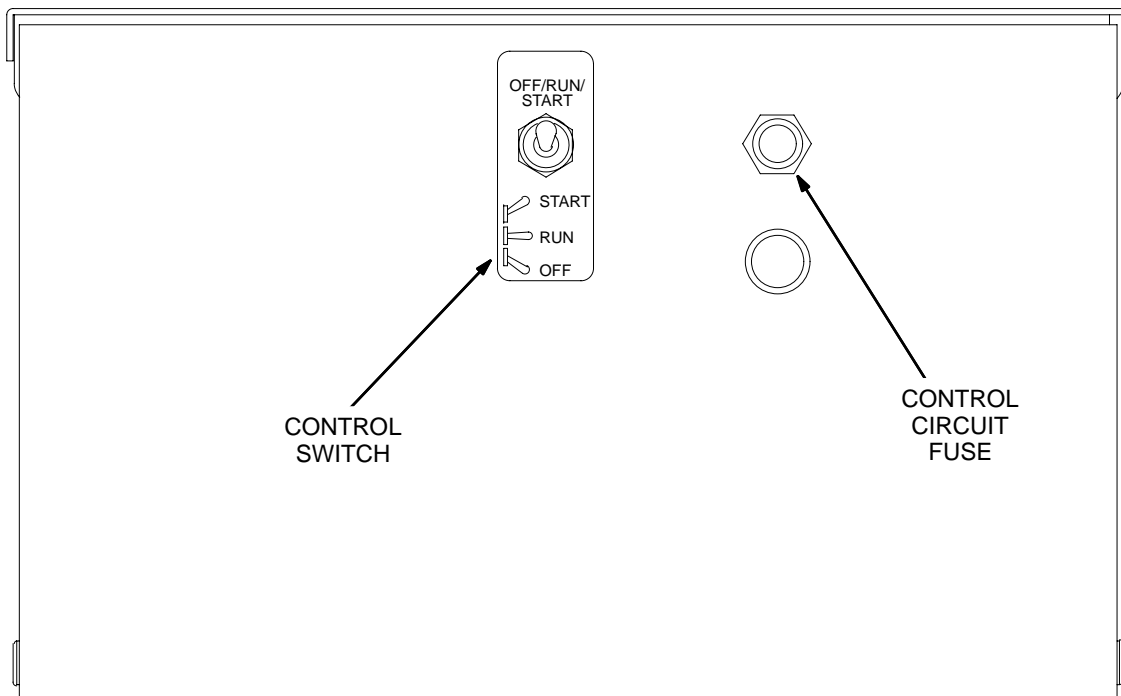 OFF/RUN/
START
START
RUN
OFF
CONTROL
SWITCH
CONTROL
CIRCUIT
FUSE